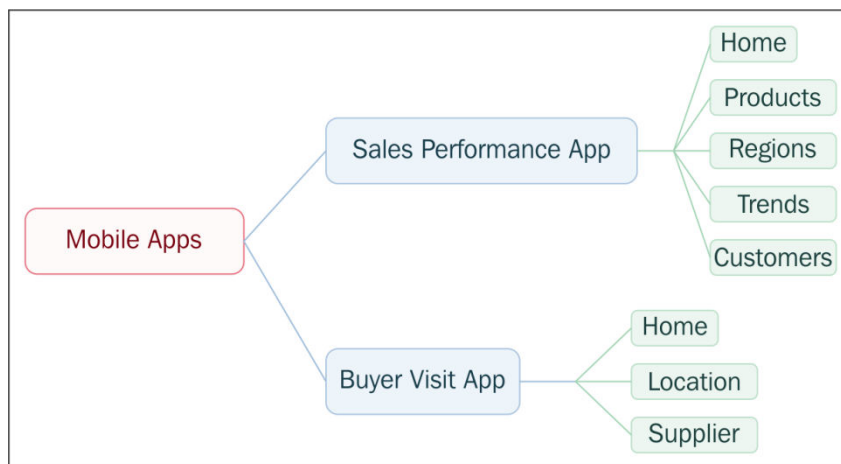 Mobile Apps
Sales Performance App
Home
Products
Regions
Trends
Customers
Buyer Visit App
Home
Location
Supplier